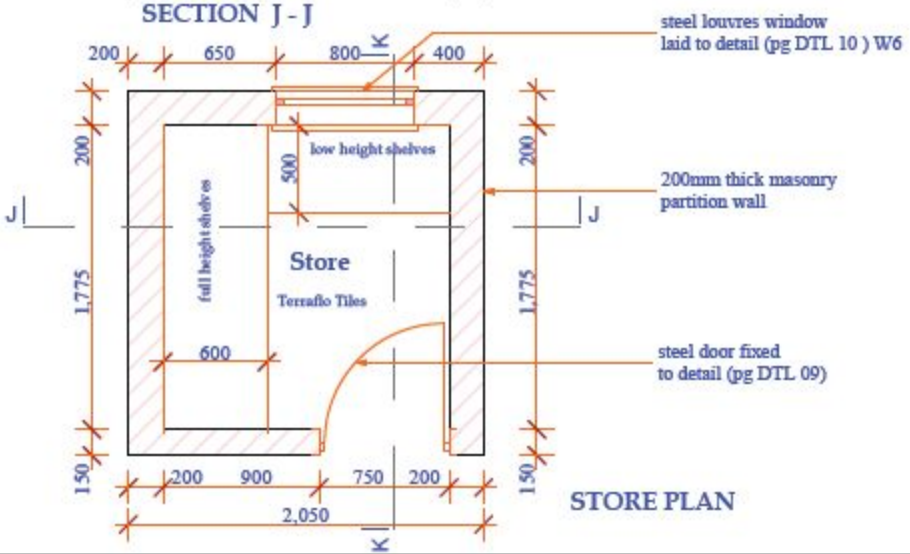 SECTION J - J
steel louvres window
laid to detail (pg DTL 10 ) W6
200 650 800 K 400
200 200
500
low height shelves
200mm thick masonry
partition wall
J J
full height shelves
Store
Terraflo Tiles
1,775 1,775
600
steel door fixed
to detail (pg DTL 09)
150 200 900 750 200 150
STORE PLAN
2,050
K